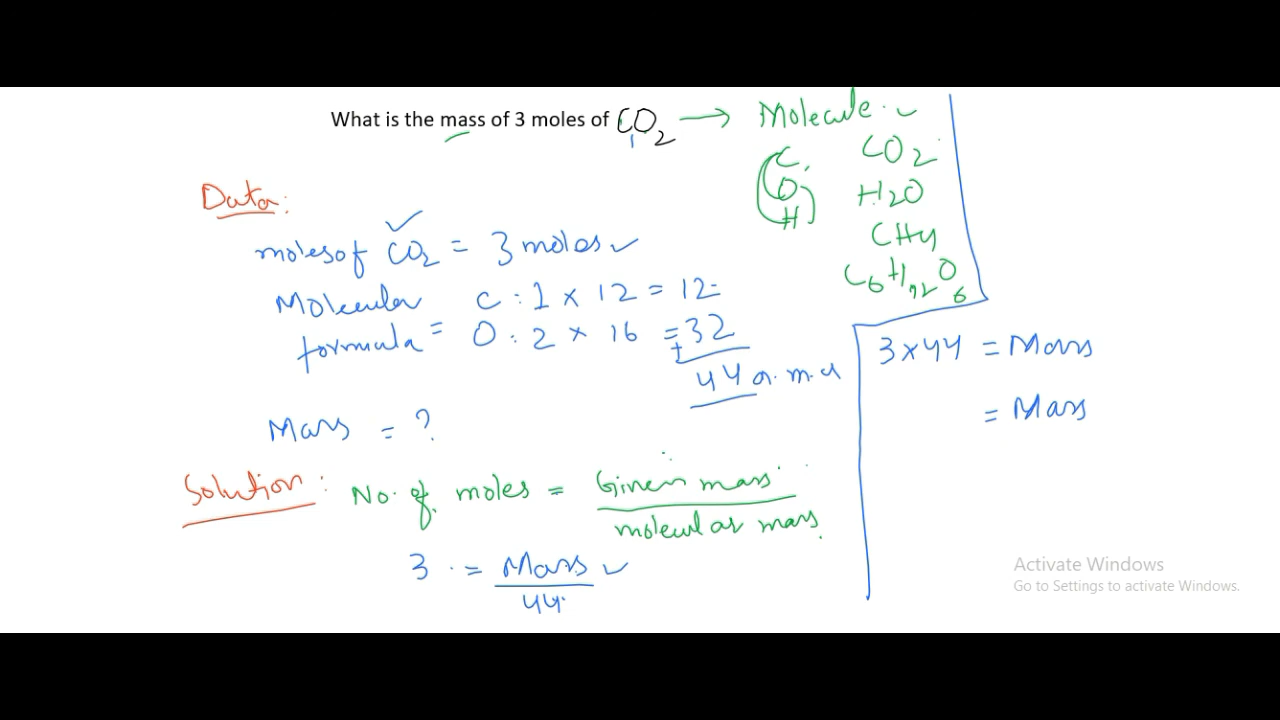 What is the mass of 3 moles of CO2 → Molecule
C CO2
O H2O
H CH4
C6H12O6
Data:
moles of CO2 = 3 moles
Molecular C : 1 × 12 = 12
formula = O : 2 × 16 = 32
+
44 a.m.u
Mass = ?
3×44 = Mass
= Mass
Solution: No. of moles = Given mass
molecular mass
3 = Mass
44
Activate Windows
Go to Settings to activate Windows.